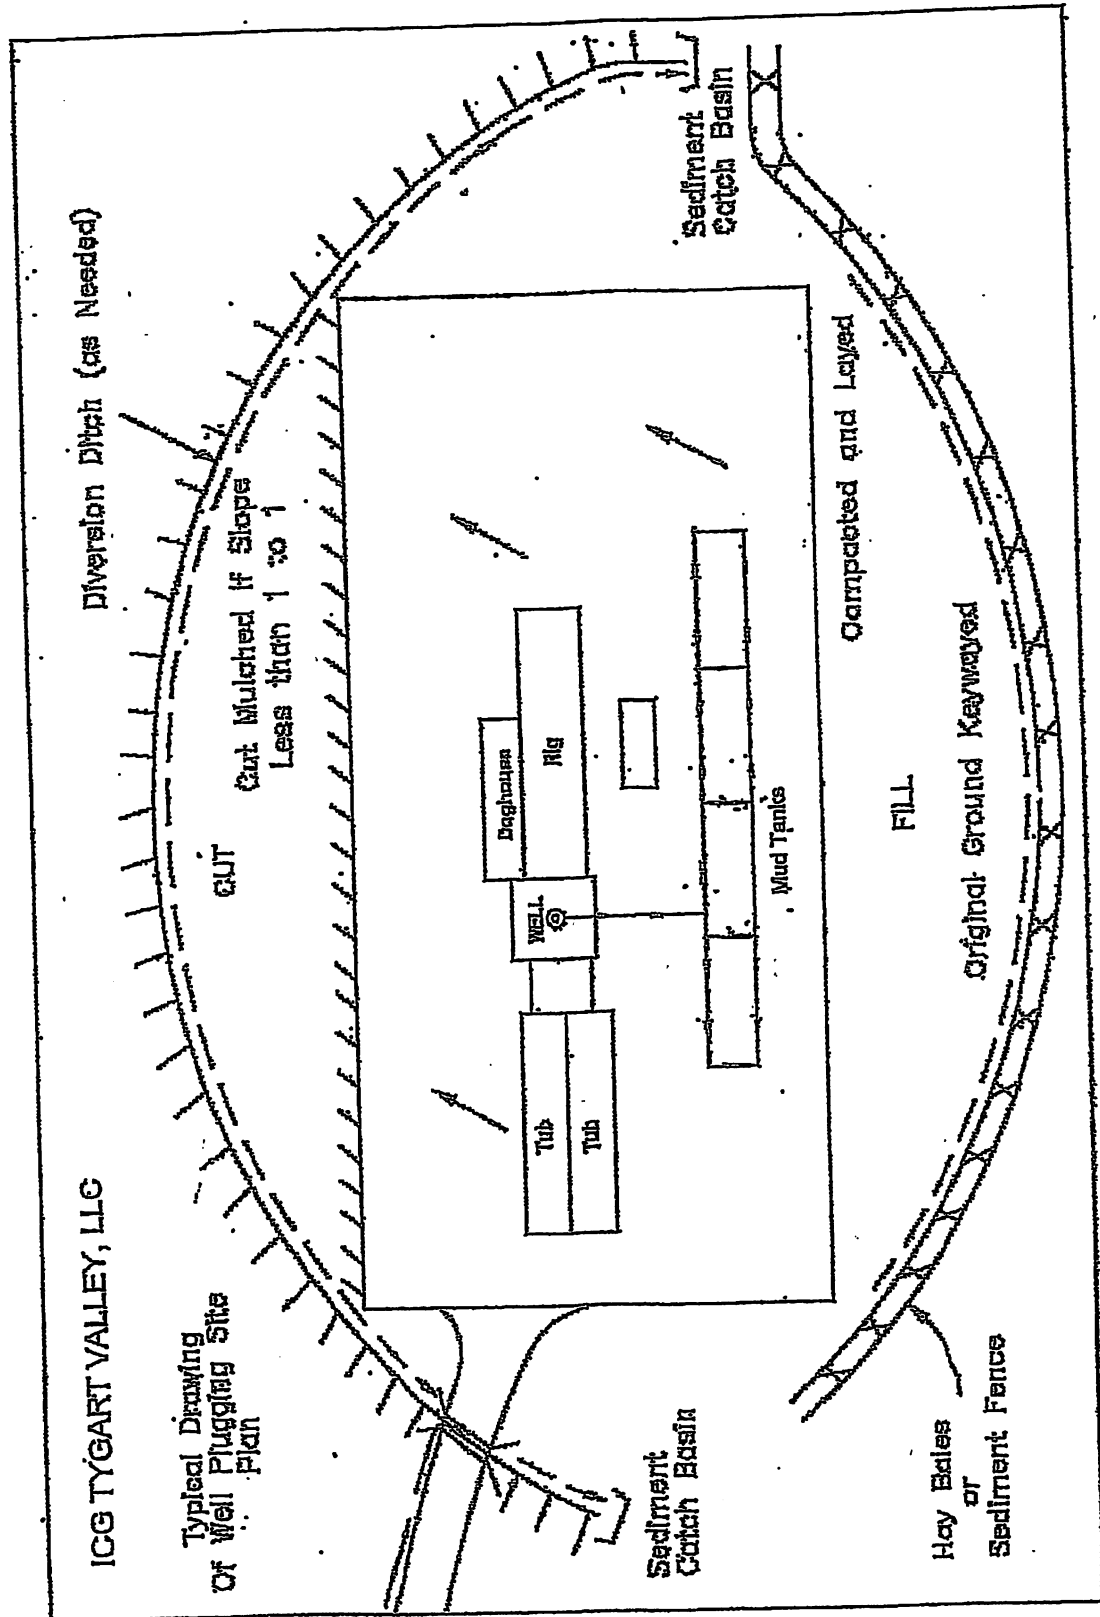 ICG TYGART VALLEY, LLC
Typical Drawing
Of Well Plugging Site
Plan
Diversion Ditch (as Needed)
CUT
Cut Mulched if Slope
Less than 1 to 1
Sediment
Catch Basin
Doghouse
Rig
WELL
Tub
Tub
Mud Tanks
Compacted and Layed
FILL
Original Ground Keywayed
Sediment
Catch Basin
Hay Bales
or
Sediment Fence